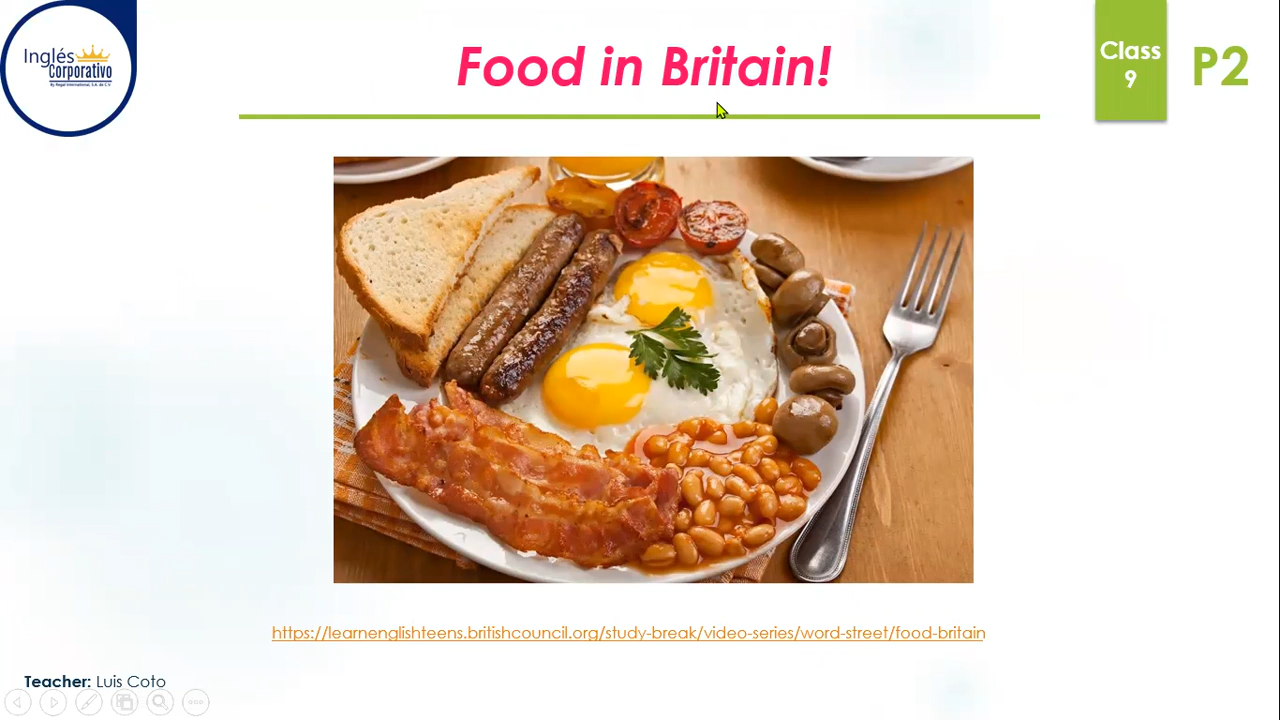 Inglés
Corporativo
By Regal International, S.A. de C.V.
Food in Britain!
Class
9
P2
https://learnenglishteens.britishcouncil.org/study-break/video-series/word-street/food-britain
Teacher: Luis Coto